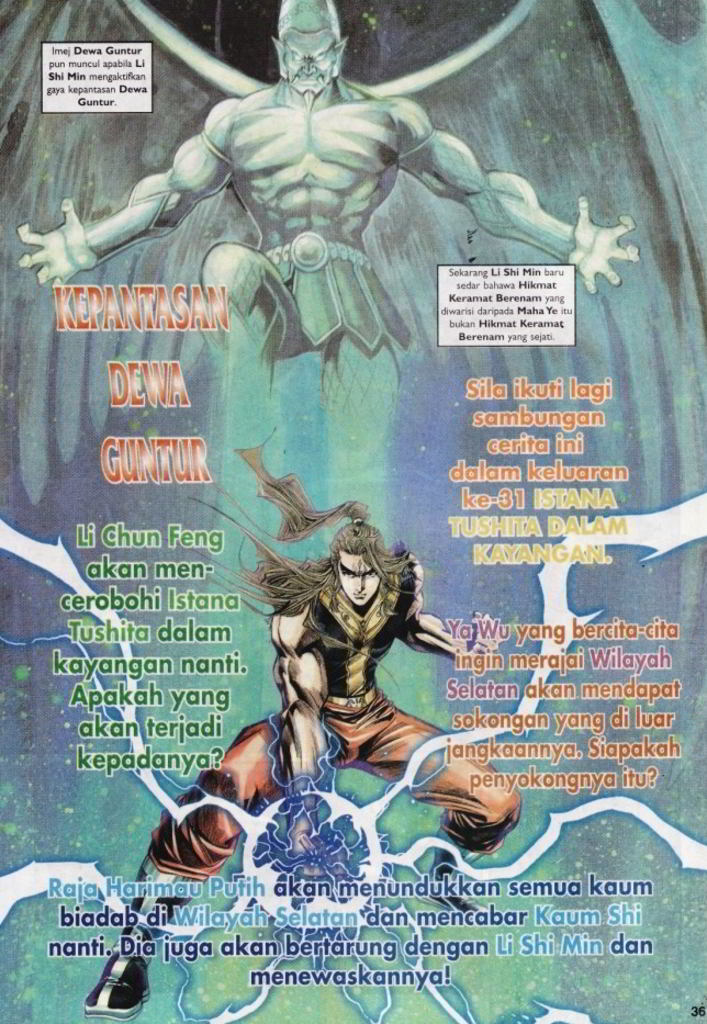 Imej Dewa Guntur
pun muncul apabila Li
Shi Min mengaktifkan
gaya kepantasan Dewa
Guntur.
Sekarang Li Shi Min baru
sedar bahawa Hikmat
Keramat Berenam yang
diwarisi daripada Maha Ye itu
bukan Hikmat Keramat
Berenam yang sejati.
KEPANTASAN
DEWA
GUNTUR
Sila ikuti lagi
sambungan
cerita ini
dalam keluaran
ke-31 ISTANA
TUSHITA DALAM
KAYANGAN.
Li Chun Feng
akan men-
cerobohi Istana
Tushita dalam
kayangan nanti.
Apakah yang
akan terjadi
kepadanya?
Ya Wu yang bercita-cita
ingin merajai Wilayah
Selatan akan mendapat
sokongan yang di luar
jangkaannya. Siapakah
penyokongnya itu?
Raja Harimau Putih akan menundukkan semua kaum
biadab di Wilayah Selatan dan mencabar Kaum Shi
nanti. Dia juga akan bertarung dengan Li Shi Min dan
menewaskannya!
36